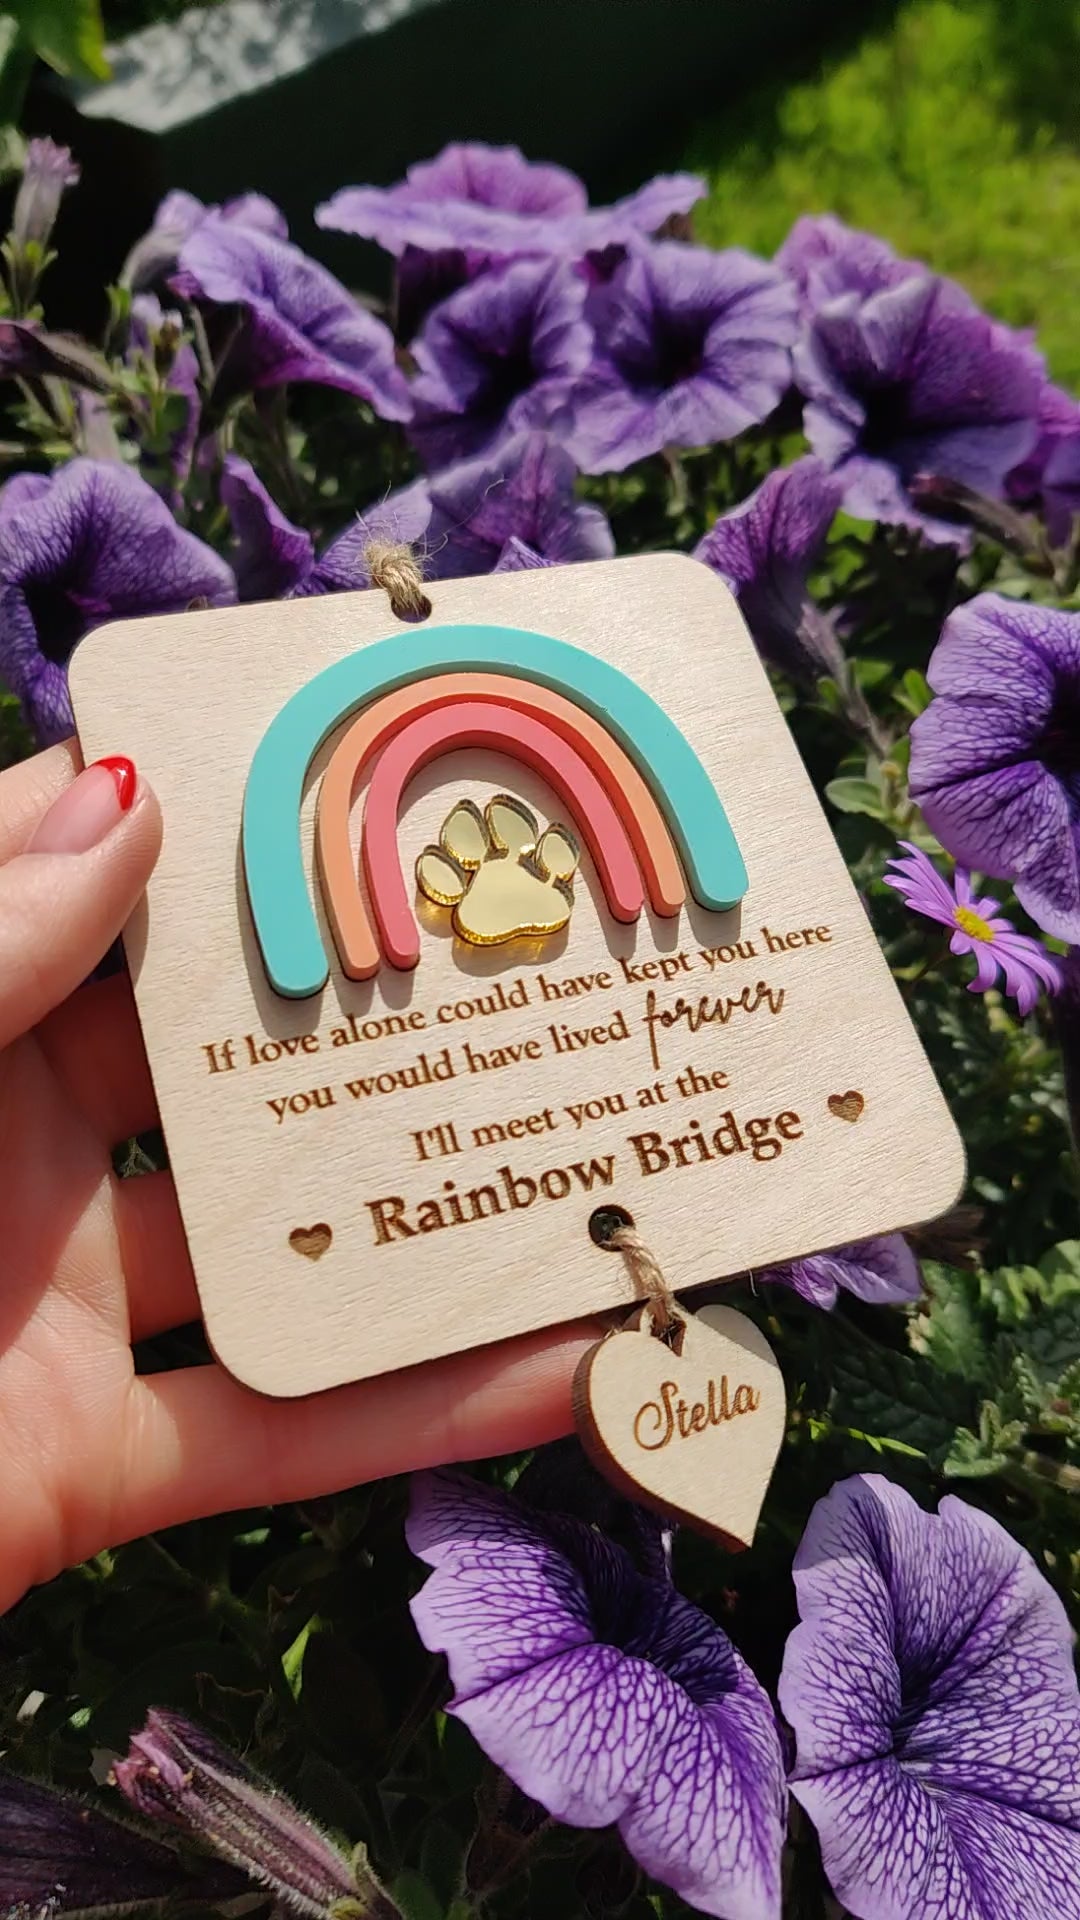 If love alone could have kept you here
you would have lived forever
I'll meet you at the
Rainbow Bridge
Stella